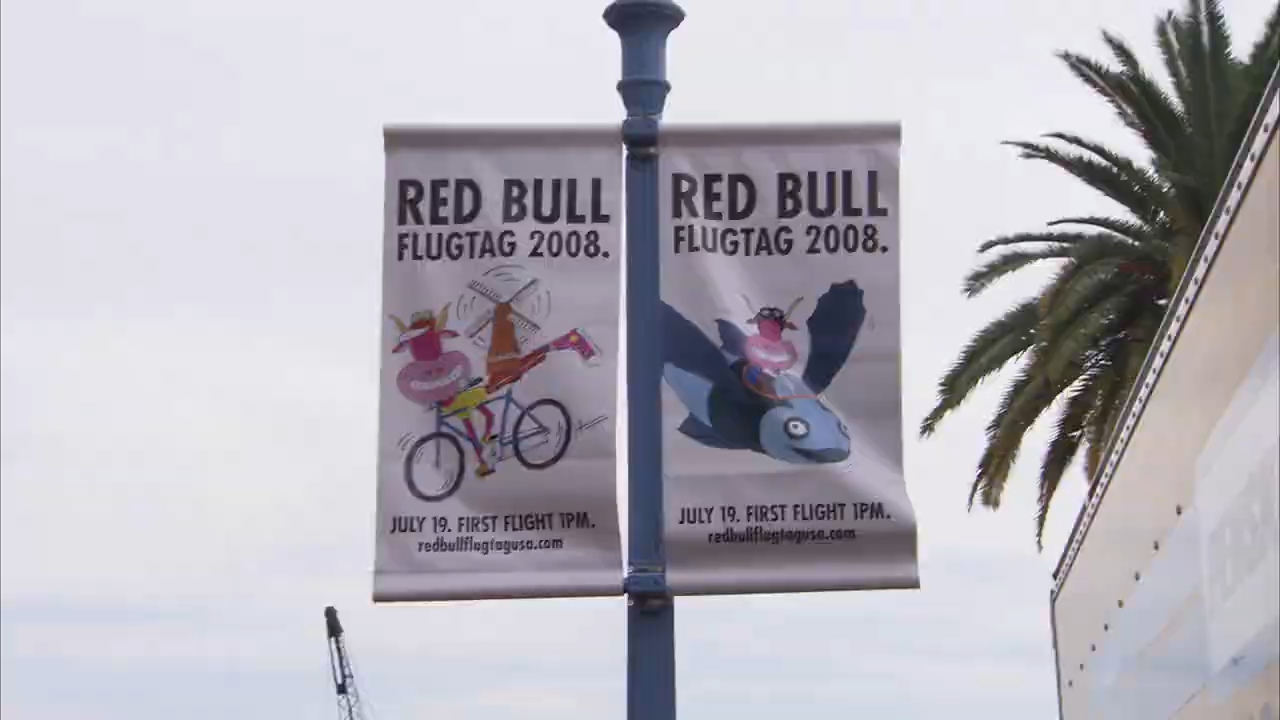 RED BULL
FLUGTAG 2008.
JULY 19. FIRST FLIGHT 1PM.
redbullflugtagusa.com
RED BULL
FLUGTAG 2008.
JULY 19. FIRST FLIGHT 1PM.
redbullflugtagusa.com